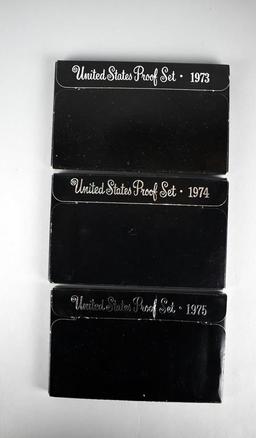 United States Proof Set · 1973
United States Proof Set · 1974
United States Proof Set · 1975